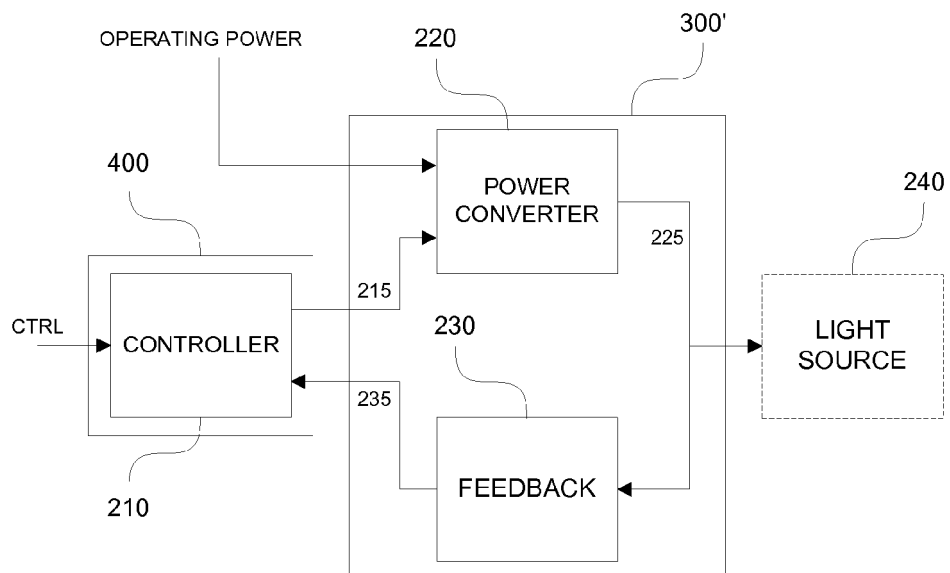 OPERATING POWER
220
300'
400
240
POWER
CONVERTER
225
215
CTRL
CONTROLLER
230
LIGHT
SOURCE
235
210
FEEDBACK